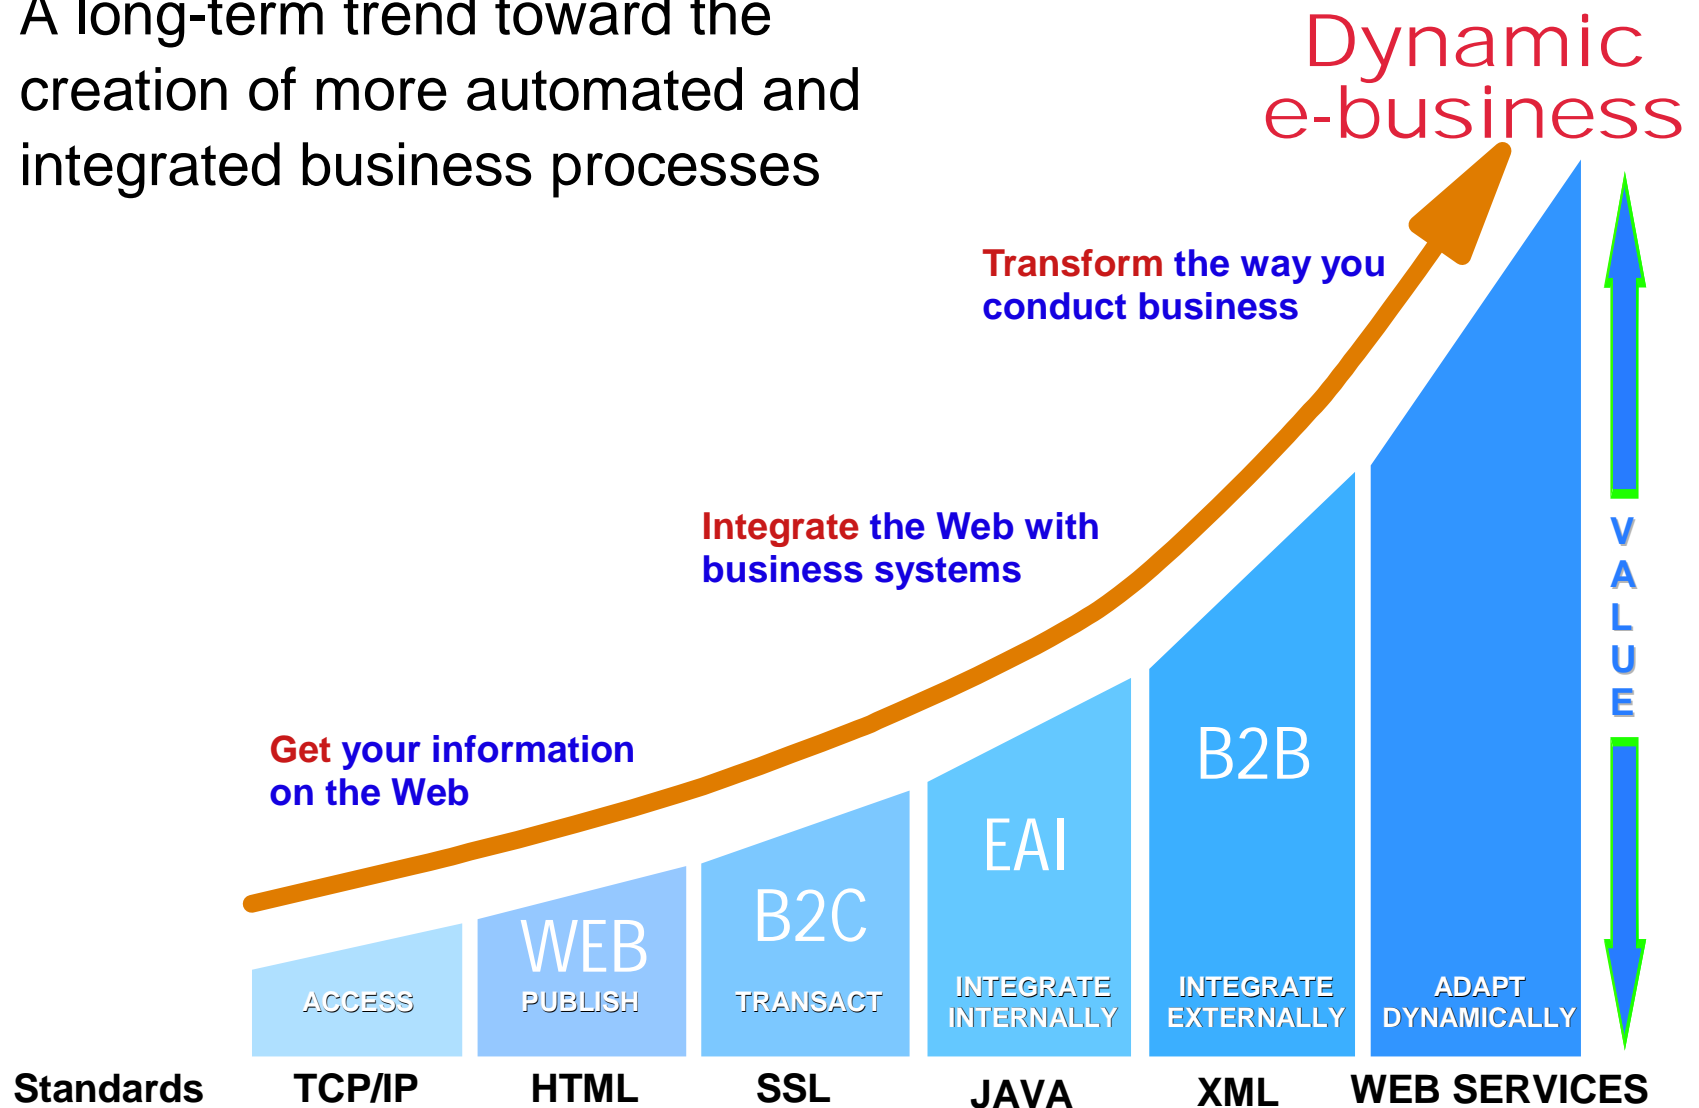 A long-term trend toward the
creation of more automated and
integrated business processes
Dynamic
e-business
Transform the way you
conduct business
Integrate the Web with
business systems
Get your information
on the Web
VALUE
B2B
EAI
B2C
WEB
ACCESS
PUBLISH
TRANSACT
INTEGRATE
INTERNALLY
INTEGRATE
EXTERNALLY
ADAPT
DYNAMICALLY
Standards TCP/IP HTML SSL JAVA XML WEB SERVICES